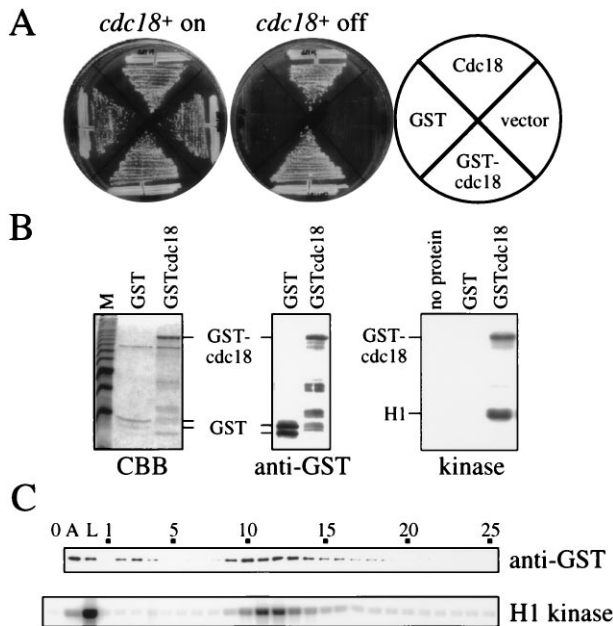 A
cdc18+ on
cdc18+ off
Cdc18
GST
vector
GST-
cdc18
B
M
GST
GSTcdc18
GST
GSTcdc18
no protein
GST
GSTcdc18
GST-
cdc18
GST-
cdc18
GST
H1
CBB
anti-GST
kinase
C
0 A L 1 5 10 15 20 25
anti-GST
H1 kinase